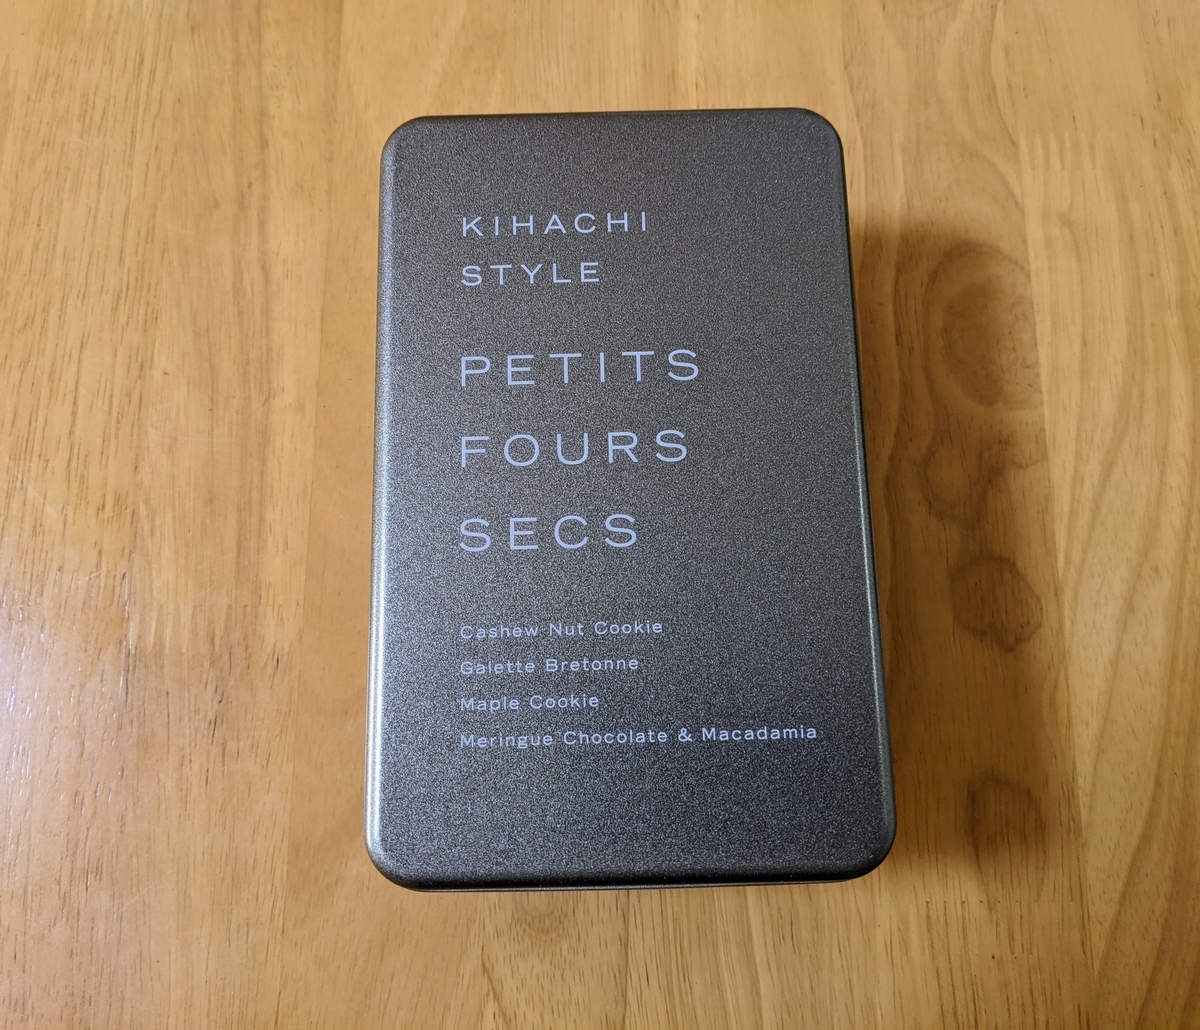 KIHACHI
STYLE
PETITS
FOURS
SECS
Cashew Nut Cookie
Galette Bretonne
Maple Cookie
Meringue Chocolate & Macadamia